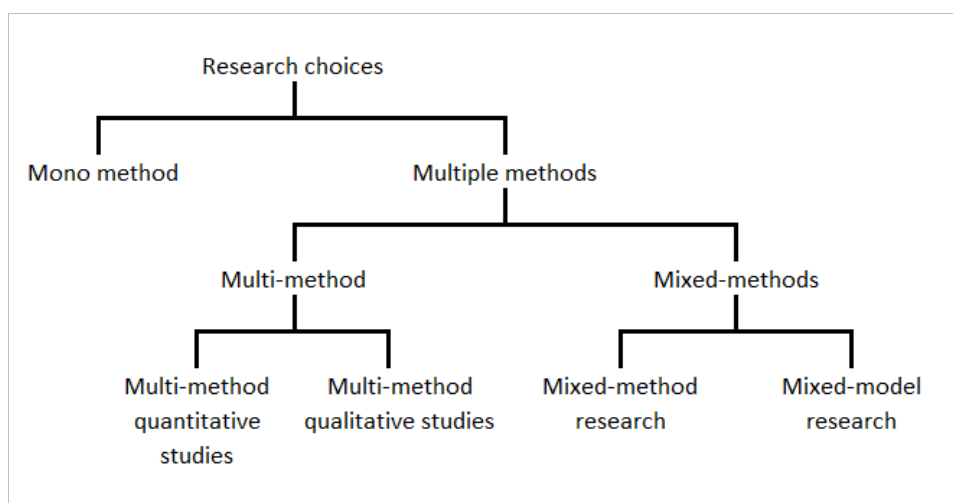 Research choices
Mono method
Multiple methods
Multi-method
Mixed-methods
Multi-method
quantitative
studies
Multi-method
qualitative studies
Mixed-method
research
Mixed-model
research